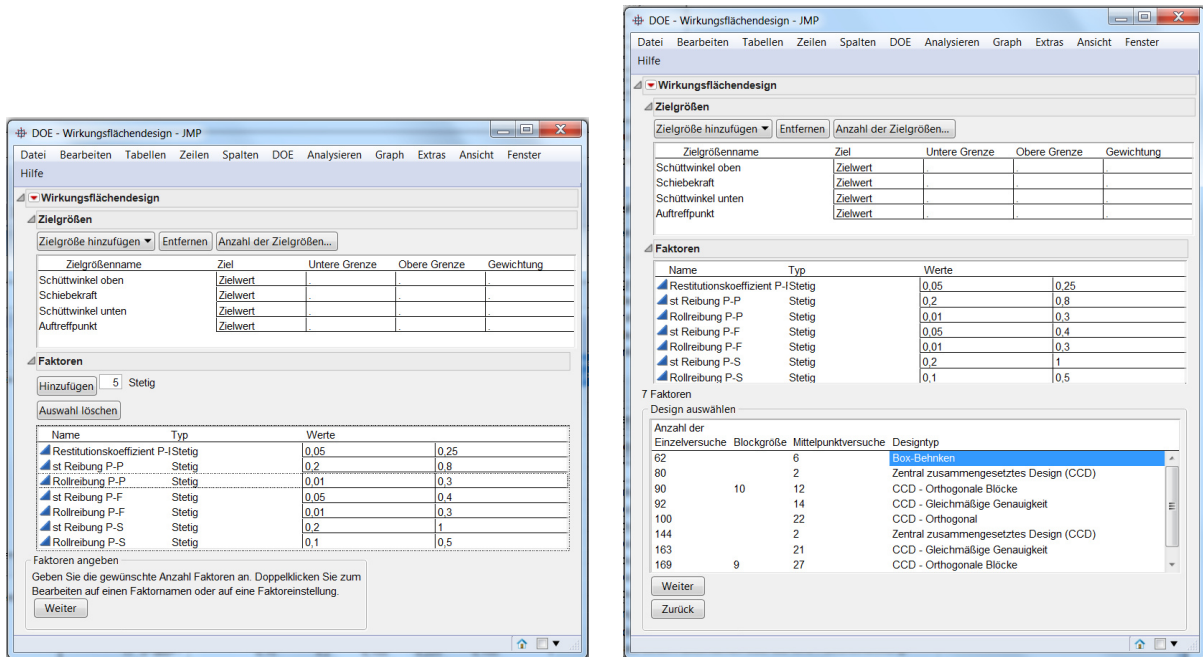 DOE - Wirkungsflächendesign - JMP
Datei Bearbeiten Tabellen Zeilen Spalten DOE Analysieren Graph Extras Ansicht Fenster
Hilfe
Wirkungsflächendesign
Zielgrößen
Zielgröße hinzufügen Entfernen Anzahl der Zielgrößen...
Zielgrößenname Ziel Untere Grenze Obere Grenze Gewichtung
Schüttwinkel oben Zielwert . . .
Schiebekraft Zielwert . . .
Schüttwinkel unten Zielwert . . .
Auftreffpunkt Zielwert . . .
Faktoren
Hinzufügen 5 Stetig
Auswahl löschen
Name Typ Werte
Restitutionskoeffizient P-I Stetig 0,05 0,25
st Reibung P-P Stetig 0,2 0,8
Rollreibung P-P Stetig 0,01 0,3
st Reibung P-F Stetig 0,05 0,4
Rollreibung P-F Stetig 0,01 0,3
st Reibung P-S Stetig 0,2 1
Rollreibung P-S Stetig 0,1 0,5
Faktoren angeben
Geben Sie die gewünschte Anzahl Faktoren an. Doppelklicken Sie zum
Bearbeiten auf einen Faktornamen oder auf eine Faktoreinstellung.
Weiter
DOE - Wirkungsflächendesign - JMP
Datei Bearbeiten Tabellen Zeilen Spalten DOE Analysieren Graph Extras Ansicht Fenster
Hilfe
Wirkungsflächendesign
Zielgrößen
Zielgröße hinzufügen Entfernen Anzahl der Zielgrößen...
Zielgrößenname Ziel Untere Grenze Obere Grenze Gewichtung
Schüttwinkel oben Zielwert . . .
Schiebekraft Zielwert . . .
Schüttwinkel unten Zielwert . . .
Auftreffpunkt Zielwert . . .
Faktoren
Name Typ Werte
Restitutionskoeffizient P-I Stetig 0,05 0,25
st Reibung P-P Stetig 0,2 0,8
Rollreibung P-P Stetig 0,01 0,3
st Reibung P-F Stetig 0,05 0,4
Rollreibung P-F Stetig 0,01 0,3
st Reibung P-S Stetig 0,2 1
Rollreibung P-S Stetig 0,1 0,5
7 Faktoren
Design auswählen
Anzahl der
Einzelversuche Blockgröße Mittelpunktversuche Designtyp
62 6 Box-Behnken
80 2 Zentral zusammengesetztes Design (CCD)
90 10 12 CCD - Orthogonale Blöcke
92 14 CCD - Gleichmäßige Genauigkeit
100 22 CCD - Orthogonal
144 2 Zentral zusammengesetztes Design (CCD)
163 21 CCD - Gleichmäßige Genauigkeit
169 9 27 CCD - Orthogonale Blöcke
Weiter
Zurück